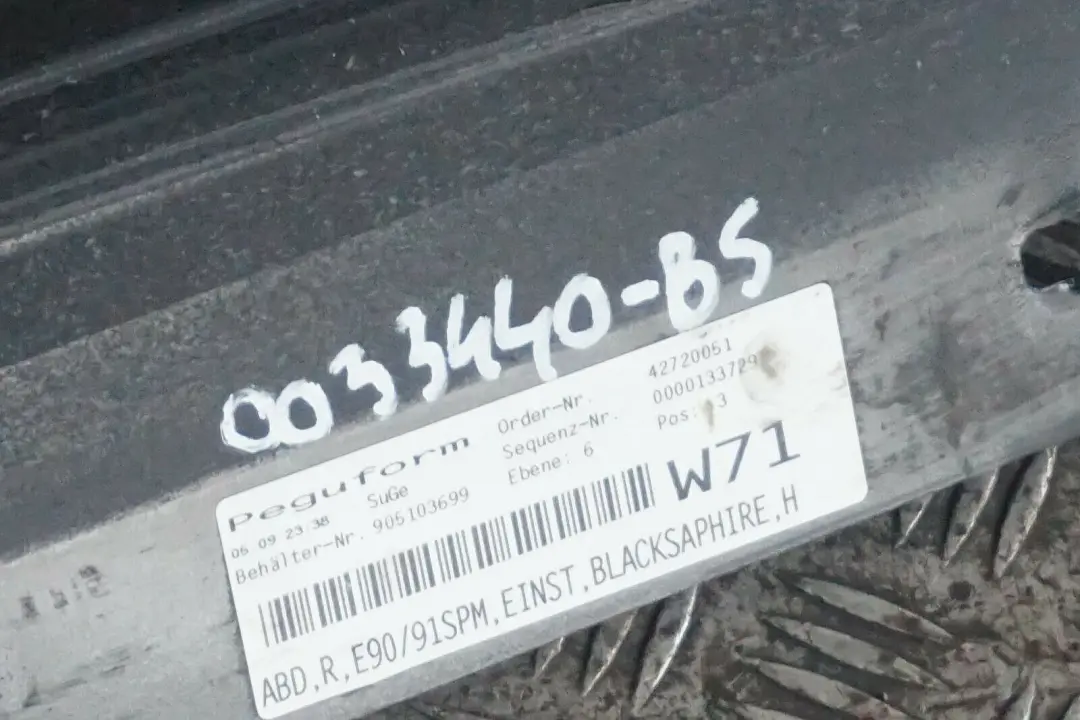 0033440-BS
peguform
Order-Nr. 42720051
06 09 23 38 SuGe
Sequenz-Nr. 0000133729
Behälter-Nr. 905103699
Ebene: 6 Pos: 3
W71
ABD,R,E90/91SPM,EINST,BLACKSAPHIRE,H